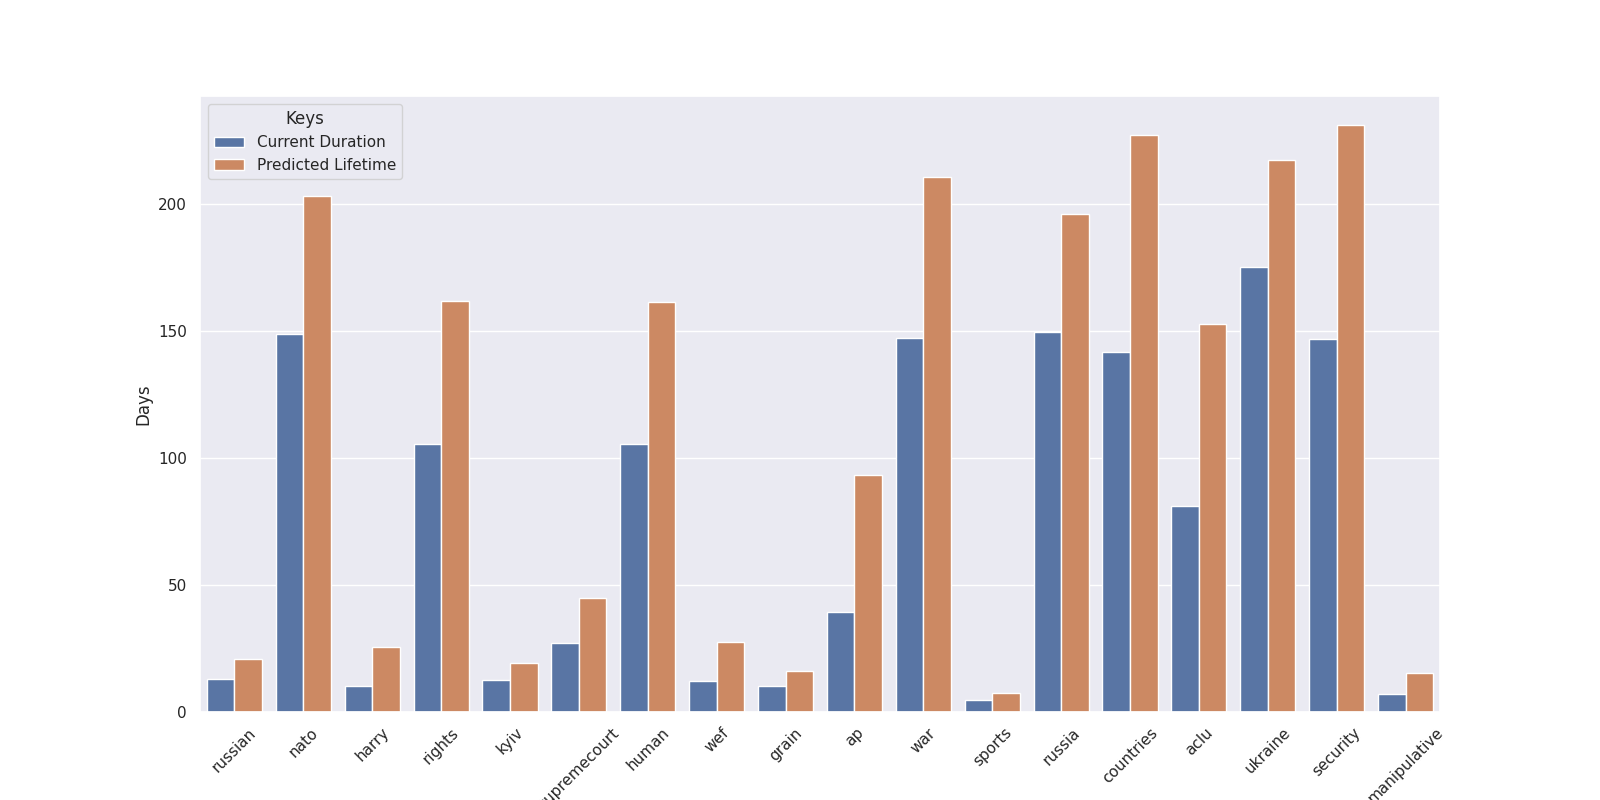 Keys
Current Duration
Predicted Lifetime
Days
200
150
100
50
0
russian
nato
harry
rights
kyiv
upremecourt
human
wef
grain
ap
war
sports
russia
countries
aclu
ukraine
security
manipulative